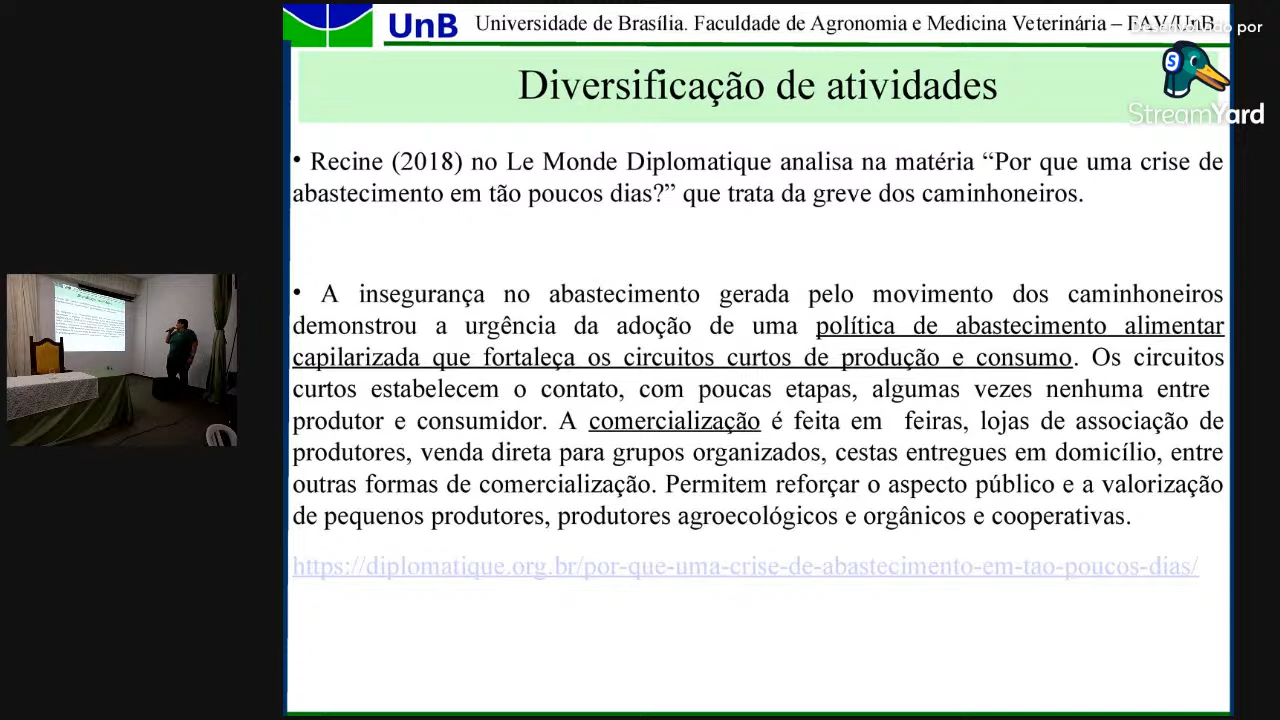 UnB Universidade de Brasília. Faculdade de Agronomia e Medicina Veterinária – FAV/UnB.
Desenvolvido por
StreamYard
Diversificação de atividades
• Recine (2018) no Le Monde Diplomatique analisa na matéria “Por que uma crise de
abastecimento em tão poucos dias?” que trata da greve dos caminhoneiros.
• A insegurança no abastecimento gerada pelo movimento dos caminhoneiros
demonstrou a urgência da adoção de uma política de abastecimento alimentar
capilarizada que fortaleça os circuitos curtos de produção e consumo. Os circuitos
curtos estabelecem o contato, com poucas etapas, algumas vezes nenhuma entre
produtor e consumidor. A comercialização é feita em feiras, lojas de associação de
produtores, venda direta para grupos organizados, cestas entregues em domicílio, entre
outras formas de comercialização. Permitem reforçar o aspecto público e a valorização
de pequenos produtores, produtores agroecológicos e orgânicos e cooperativas.
https://diplomatique.org.br/por-que-uma-crise-de-abastecimento-em-tao-poucos-dias/